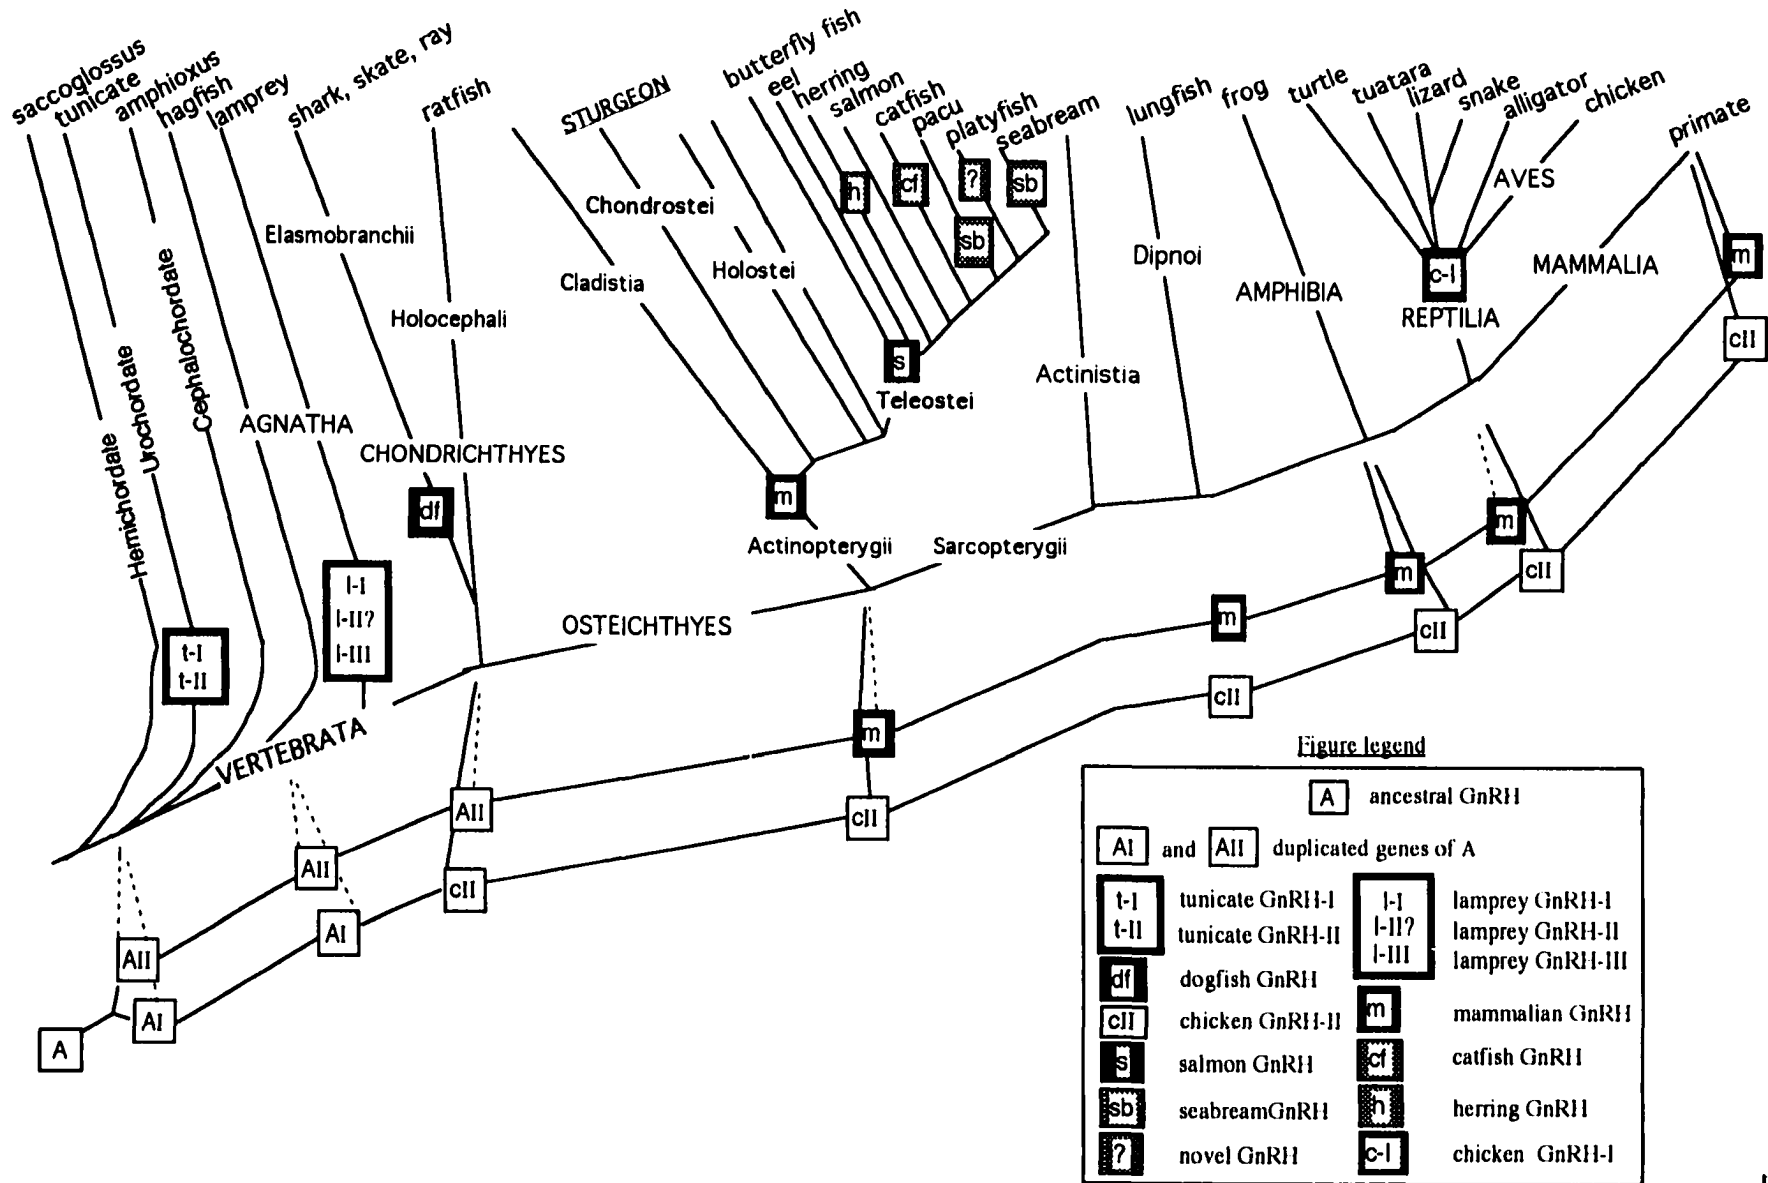 saccoglossus
tunicate
amphioxus
hagfish
lamprey
shark, skate, ray
ratfish
STURGEON
butterfly fish
eel
herring
salmon
catfish
pacu
platyfish
seabream
lungfish
frog
turtle
tuatara
lizard
snake
alligator
chicken
primate
h
cf
?
sb
sb
AVES
Chondrostei
Elasmobranchii
Holostei
Cladistia
Dipnoi
c-I
MAMMALIA
m
AMPHIBIA
REPTILIA
Holocephali
cII
s
Actinistia
Teleostei
Hemichordate
Urochordate
Cephalochordate
AGNATHA
CHONDRICHTHYES
df
m
Actinopterygii
Sarcopterygii
m
m
cII
l-I
l-II?
l-III
OSTEICHTHYES
m
cII
t-I
t-II
cII
VERTEBRATA
m
AII
cII
AII
cII
AI
AII
AI
A
Figure legend
A ancestral GnRH
AI and AII duplicated genes of A
t-I tunicate GnRH-I
t-II tunicate GnRH-II
l-I lamprey GnRH-I
l-II? lamprey GnRH-II
l-III lamprey GnRH-III
df dogfish GnRH
m mammalian GnRH
cII chicken GnRH-II
s salmon GnRH
cf catfish GnRH
sb seabreamGnRH
h herring GnRH
? novel GnRH
c-I chicken GnRH-I